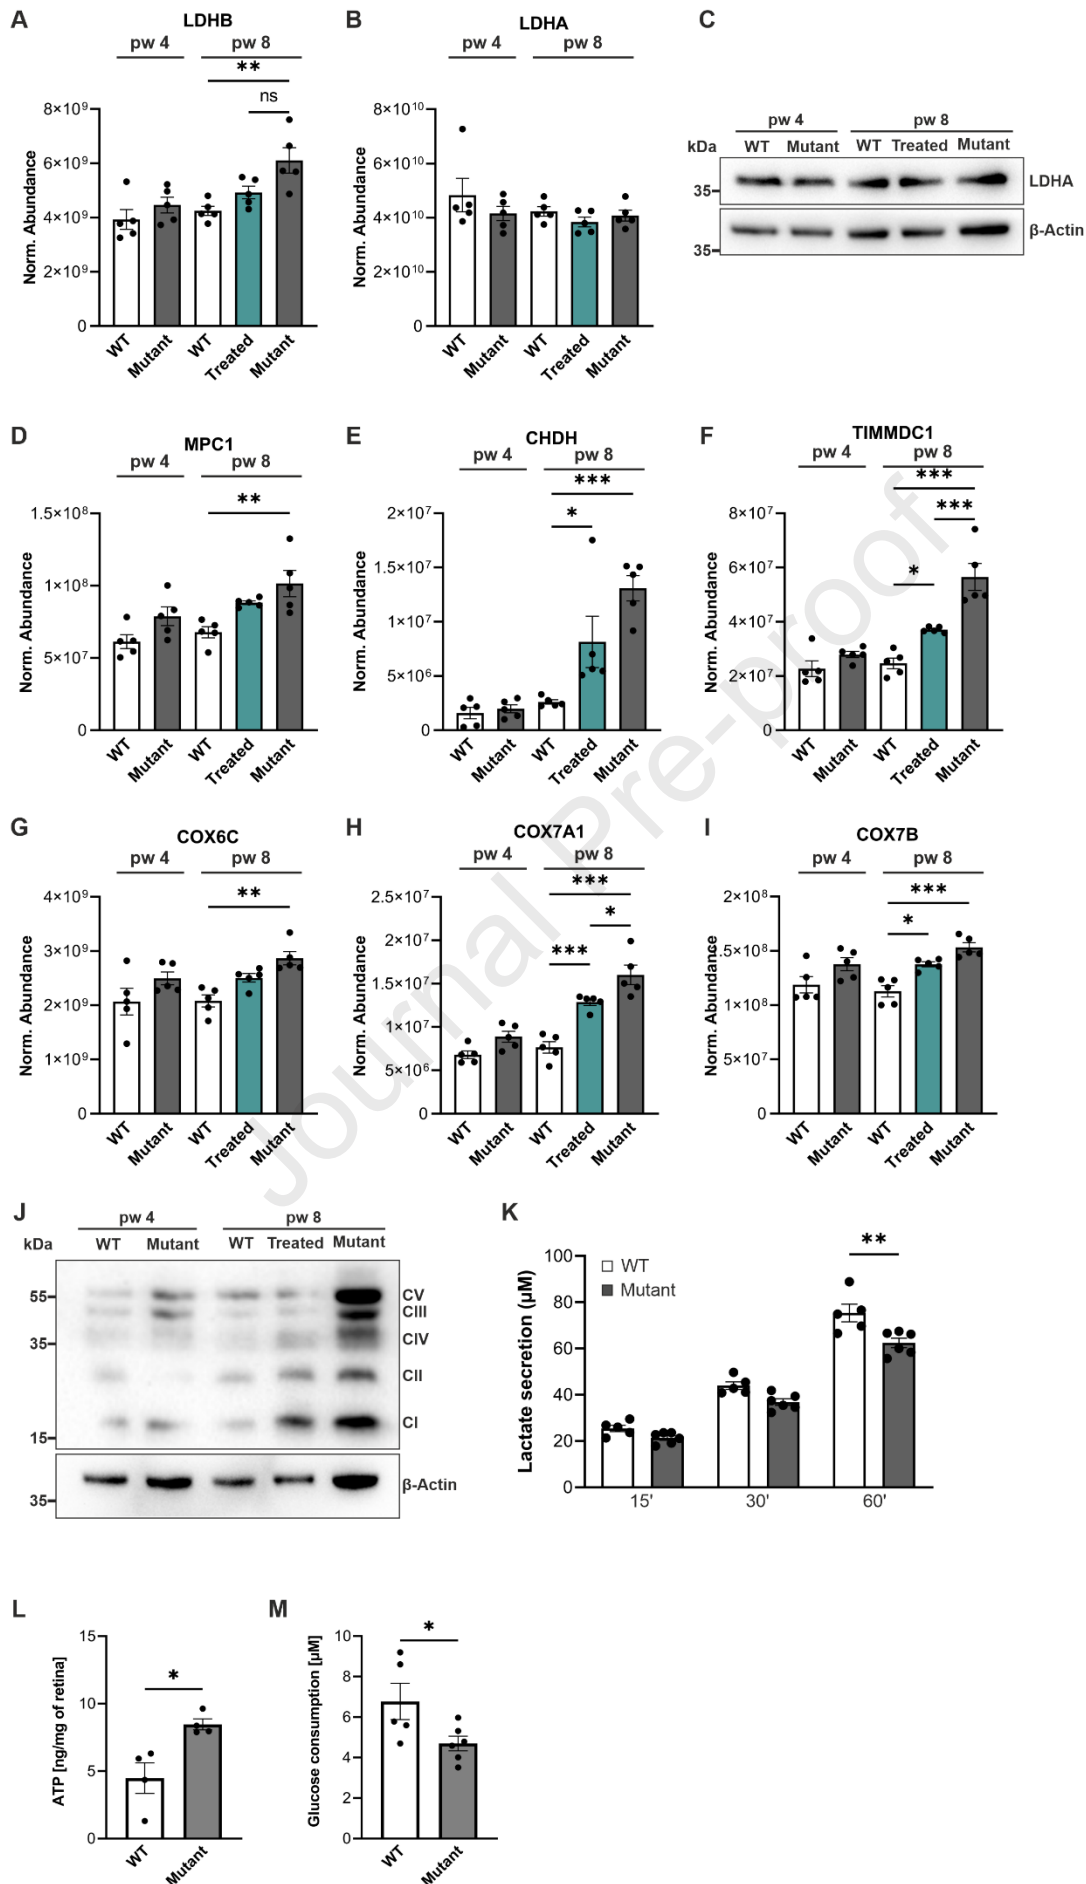 A
LDHB
pw 4 pw 8
**
ns
Norm. Abundance
8×10⁹
6×10⁹
4×10⁹
2×10⁹
0
WT Mutant WT Treated Mutant
B
LDHA
pw 4 pw 8
Norm. Abundance
8×10¹⁰
6×10¹⁰
4×10¹⁰
2×10¹⁰
0
WT Mutant WT Treated Mutant
C
pw 4 pw 8
kDa WT Mutant WT Treated Mutant
35 LDHA
35 β-Actin
D
MPC1
pw 4 pw 8
**
Norm. Abundance
1.5×10⁸
1×10⁸
5×10⁷
0
WT Mutant WT Treated Mutant
E
CHDH
pw 4 pw 8
***
*
Norm. Abundance
2×10⁷
1.5×10⁷
1×10⁷
5×10⁶
0
WT Mutant WT Treated Mutant
F
TIMMDC1
pw 4 pw 8
***
***
*
Norm. Abundance
8×10⁷
6×10⁷
4×10⁷
2×10⁷
0
WT Mutant WT Treated Mutant
G
COX6C
pw 4 pw 8
**
Norm. Abundance
4×10⁹
3×10⁹
2×10⁹
1×10⁹
0
WT Mutant WT Treated Mutant
H
COX7A1
pw 4 pw 8
***
*
***
Norm. Abundance
2.5×10⁷
2×10⁷
1.5×10⁷
1×10⁷
5×10⁶
0
WT Mutant WT Treated Mutant
I
COX7B
pw 4 pw 8
***
*
Norm. Abundance
2×10⁸
1.5×10⁸
1×10⁸
5×10⁷
0
WT Mutant WT Treated Mutant
J
pw 4 pw 8
kDa WT Mutant WT Treated Mutant
55 CV
CIII
CIV
35
CII
CI
15
β-Actin
35
K
**
WT
Mutant
Lactate secretion (μM)
100
80
60
40
20
0
15' 30' 60'
L
*
ATP [ng/mg of retina]
15
10
5
0
WT Mutant
M
*
Glucose consumption [μM]
10
8
6
4
2
0
WT Mutant
Journal Pre-proof